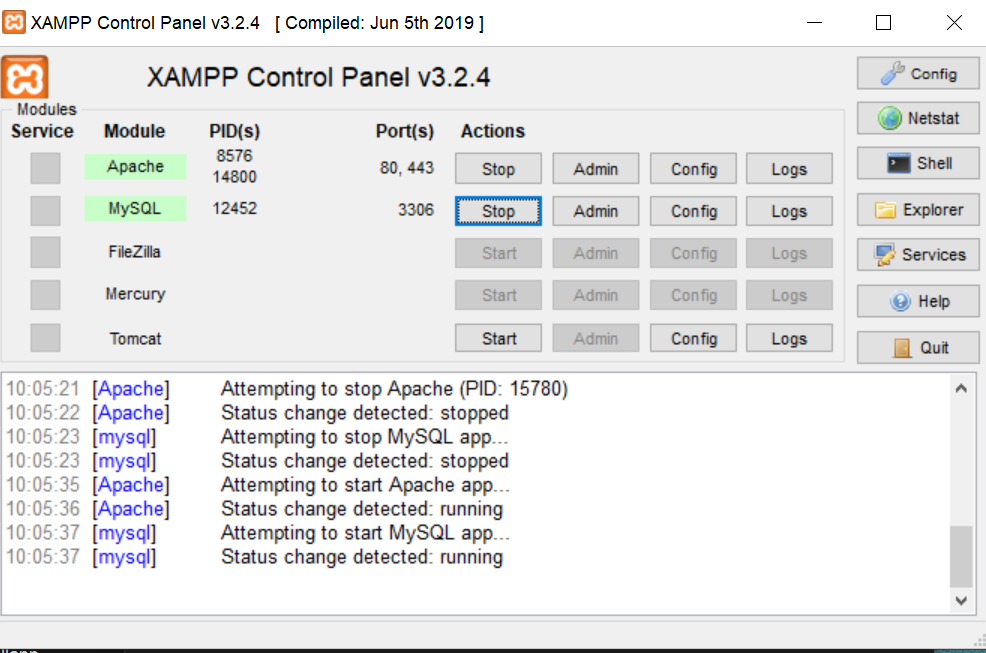 XAMPP Control Panel v3.2.4 [ Compiled: Jun 5th 2019 ]
XAMPP Control Panel v3.2.4
Config
Modules
Service Module PID(s) Port(s) Actions
Netstat
Apache 8576 14800 80, 443 Stop Admin Config Logs
Shell
MySQL 12452 3306 Stop Admin Config Logs
Explorer
FileZilla Start Admin Config Logs
Services
Mercury Start Admin Config Logs
Help
Tomcat Start Admin Config Logs
Quit
10:05:21 [Apache] Attempting to stop Apache (PID: 15780)
10:05:22 [Apache] Status change detected: stopped
10:05:23 [mysql] Attempting to stop MySQL app...
10:05:23 [mysql] Status change detected: stopped
10:05:35 [Apache] Attempting to start Apache app...
10:05:36 [Apache] Status change detected: running
10:05:37 [mysql] Attempting to start MySQL app...
10:05:37 [mysql] Status change detected: running